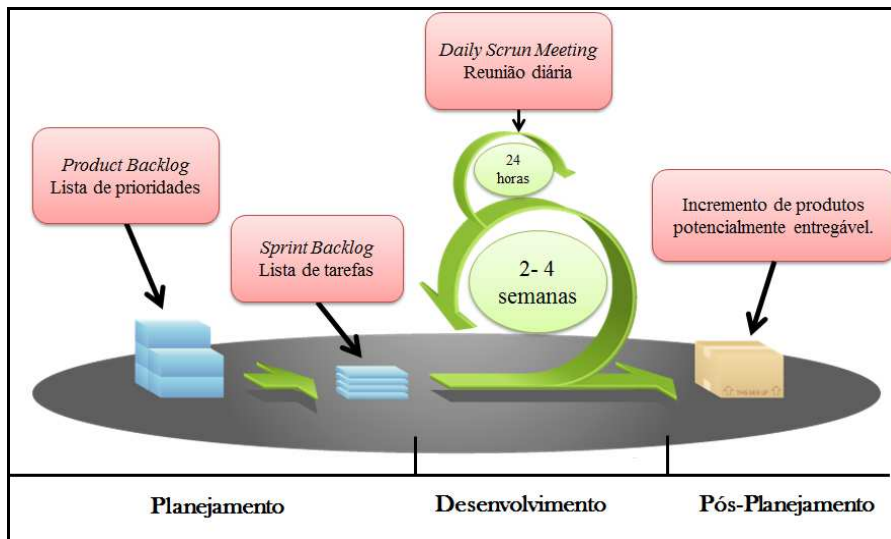 Daily Scrun Meeting
Reunião diária
24
horas
Product Backlog
Lista de prioridades
Incremento de produtos
potencialmente entregável.
Sprint Backlog
Lista de tarefas
2- 4
semanas
Planejamento
Desenvolvimento
Pós-Planejamento